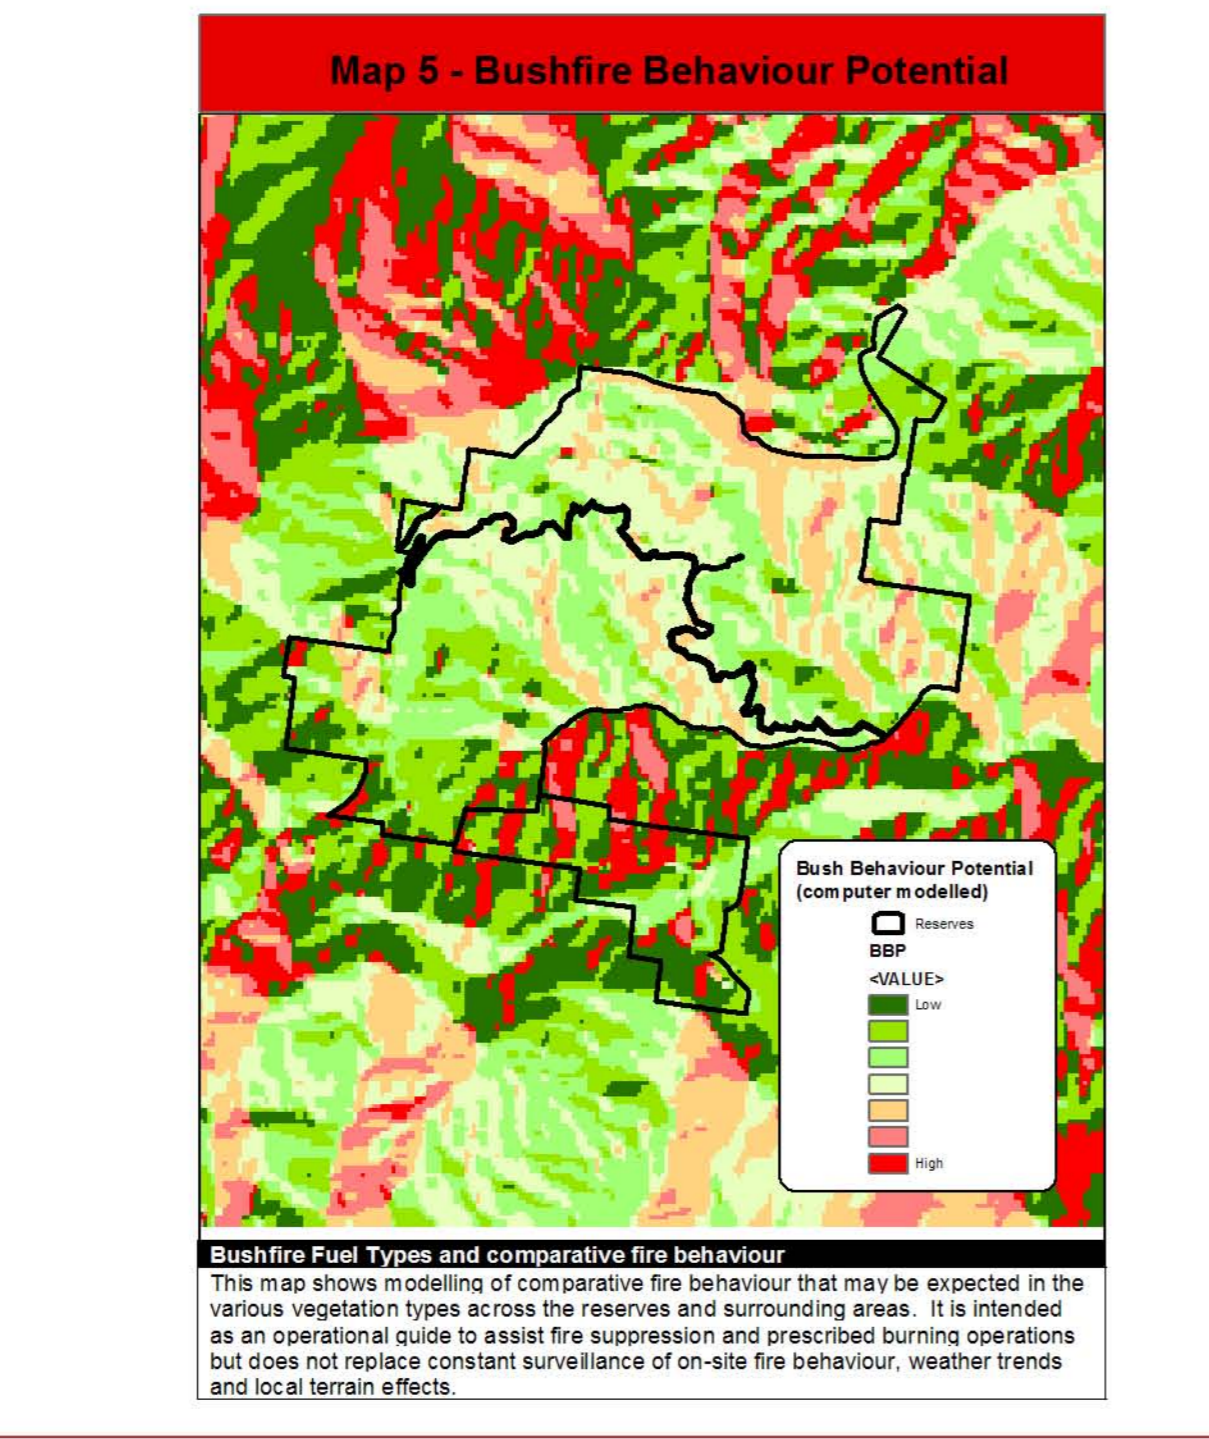 Map 5 - Bushfire Behaviour Potential
Bush Behaviour Potential
(computer modelled)
Reserves
BBP
<VALUE>
Low
High
Bushfire Fuel Types and comparative fire behaviour
This map shows modelling of comparative fire behaviour that may be expected in the
various vegetation types across the reserves and surrounding areas. It is intended
as an operational guide to assist fire suppression and prescribed burning operations
but does not replace constant surveillance of on-site fire behaviour, weather trends
and local terrain effects.